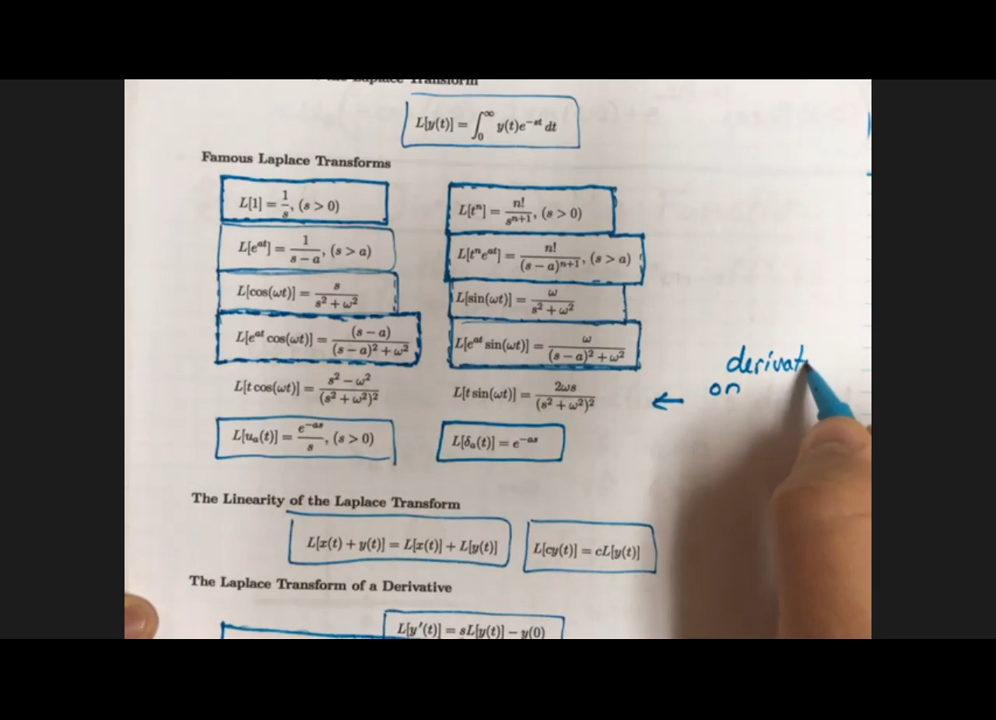 the Laplace Transform
L[y(t)] = ∫₀^∞ y(t)e^{−st} dt
Famous Laplace Transforms
L[1] = 1/s, (s > 0)
L[t^n] = n!/s^{n+1}, (s > 0)
L[e^{at}] = 1/(s − a), (s > a)
L[t^n e^{at}] = n!/(s − a)^{n+1}, (s > a)
L[cos(ωt)] = s/(s² + ω²)
L[sin(ωt)] = ω/(s² + ω²)
L[e^{at} cos(ωt)] = (s − a)/((s − a)² + ω²)
L[e^{at} sin(ωt)] = ω/((s − a)² + ω²)
L[t cos(ωt)] = (s² − ω²)/(s² + ω²)²
L[t sin(ωt)] = 2ωs/(s² + ω²)²
← on
derivat
L[u_a(t)] = e^{−as}/s, (s > 0)
L[δ_a(t)] = e^{−as}
The Linearity of the Laplace Transform
L[x(t) + y(t)] = L[x(t)] + L[y(t)]
L[cy(t)] = cL[y(t)]
The Laplace Transform of a Derivative
L[y′(t)] = sL[y(t)] − y(0)